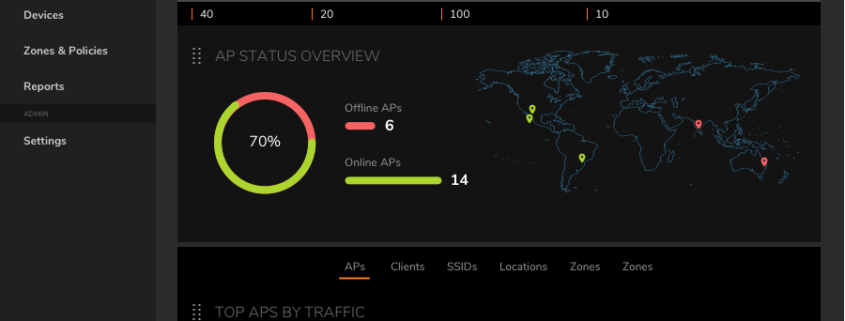 Devices
Zones & Policies
Reports
ADMIN
Settings
40 20 100 10
AP STATUS OVERVIEW
70%
Offline APs
6
Online APs
14
APs Clients SSIDs Locations Zones Zones
TOP APS BY TRAFFIC